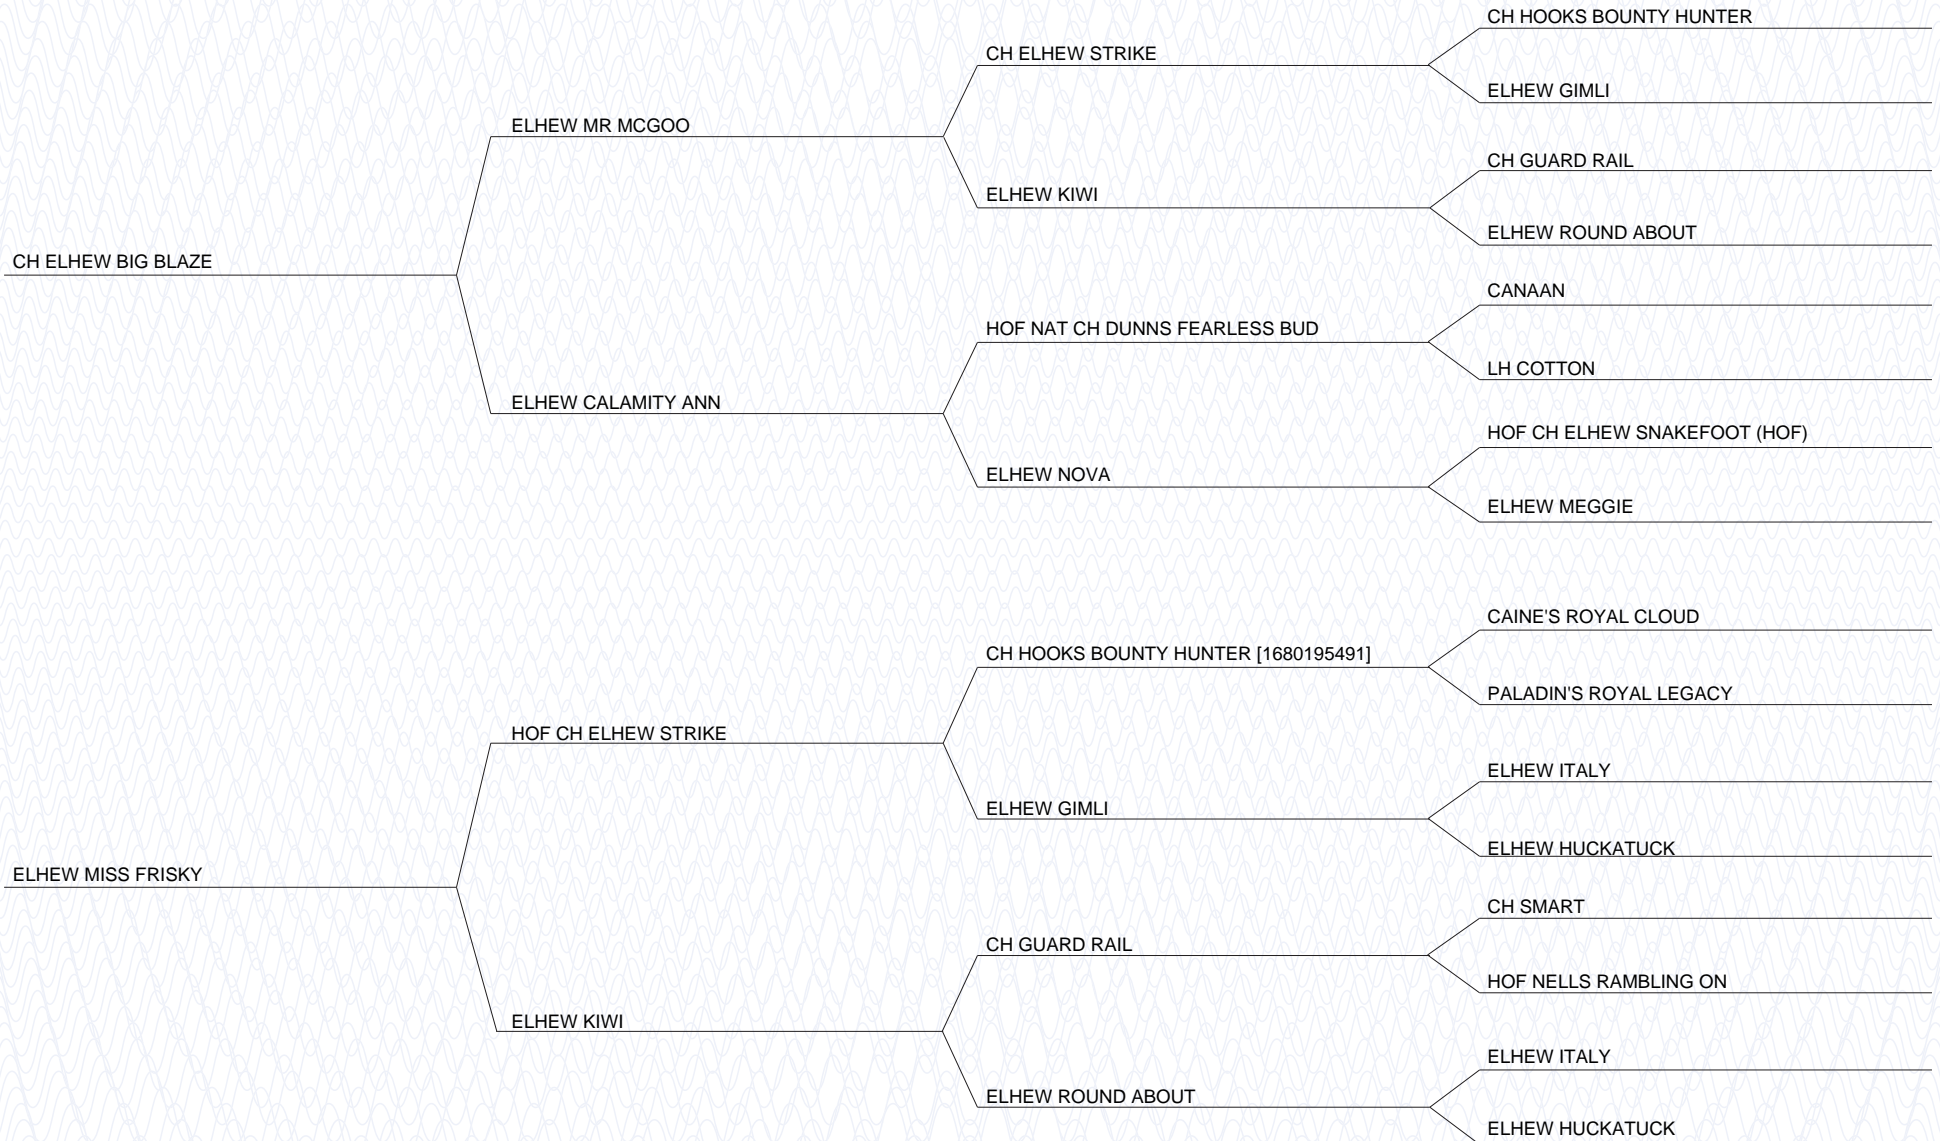 CH HOOKS BOUNTY HUNTER
CH ELHEW STRIKE
ELHEW GIMLI
ELHEW MR MCGOO
CH GUARD RAIL
ELHEW KIWI
ELHEW ROUND ABOUT
CH ELHEW BIG BLAZE
CANAAN
HOF NAT CH DUNNS FEARLESS BUD
LH COTTON
ELHEW CALAMITY ANN
HOF CH ELHEW SNAKEFOOT (HOF)
ELHEW NOVA
ELHEW MEGGIE
CAINE'S ROYAL CLOUD
CH HOOKS BOUNTY HUNTER [1680195491]
PALADIN'S ROYAL LEGACY
HOF CH ELHEW STRIKE
ELHEW ITALY
ELHEW GIMLI
ELHEW HUCKATUCK
ELHEW MISS FRISKY
CH SMART
CH GUARD RAIL
HOF NELLS RAMBLING ON
ELHEW KIWI
ELHEW ITALY
ELHEW ROUND ABOUT
ELHEW HUCKATUCK